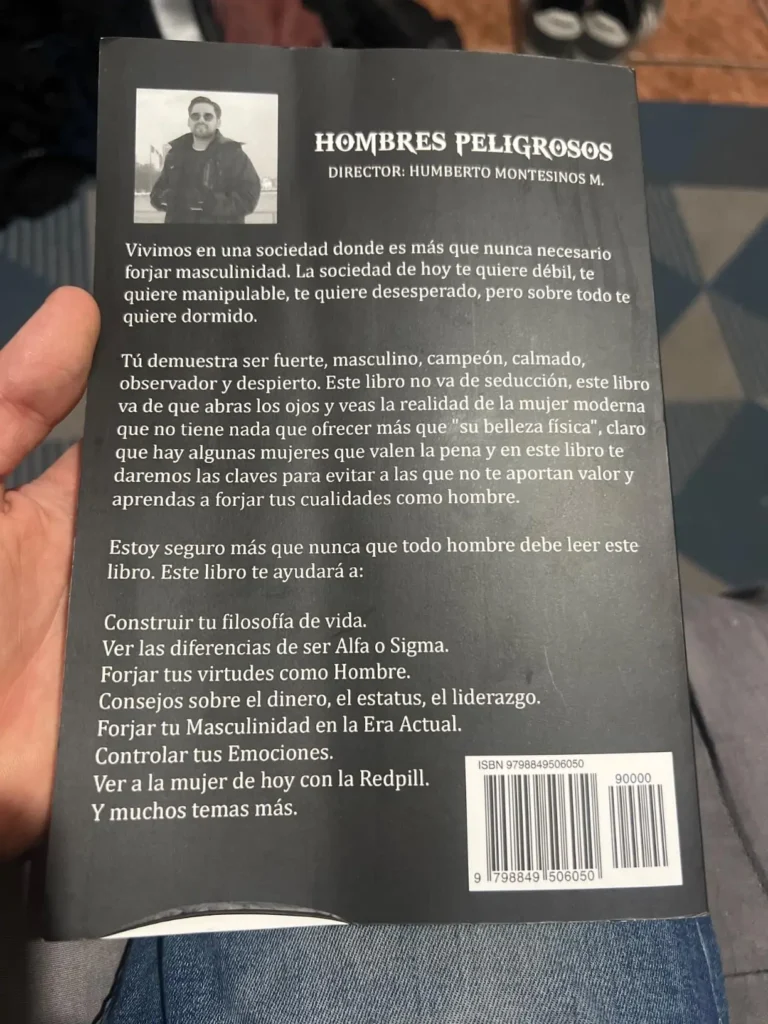 HOMBRES PELIGROSOS
DIRECTOR: HUMBERTO MONTESINOS M.
Vivimos en una sociedad donde es más que nunca necesario
forjar masculinidad. La sociedad de hoy te quiere débil, te
quiere manipulable, te quiere desesperado, pero sobre todo te
quiere dormido.
Tú demuestra ser fuerte, masculino, campeón, calmado,
observador y despierto. Este libro no va de seducción, este libro
va de que abras los ojos y veas la realidad de la mujer moderna
que no tiene nada que ofrecer más que "su belleza física", claro
que hay algunas mujeres que valen la pena y en este libro te
daremos las claves para evitar a las que no te aportan valor y
aprendas a forjar tus cualidades como hombre.
Estoy seguro más que nunca que todo hombre debe leer este
libro. Este libro te ayudará a:
Construir tu filosofía de vida.
Ver las diferencias de ser Alfa o Sigma.
Forjar tus virtudes como Hombre.
Consejos sobre el dinero, el estatus, el liderazgo.
Forjar tu Masculinidad en la Era Actual.
Controlar tus Emociones.
Ver a la mujer de hoy con la Redpill.
Y muchos temas más.
ISBN 9798849506050
90000
9 798849 506050